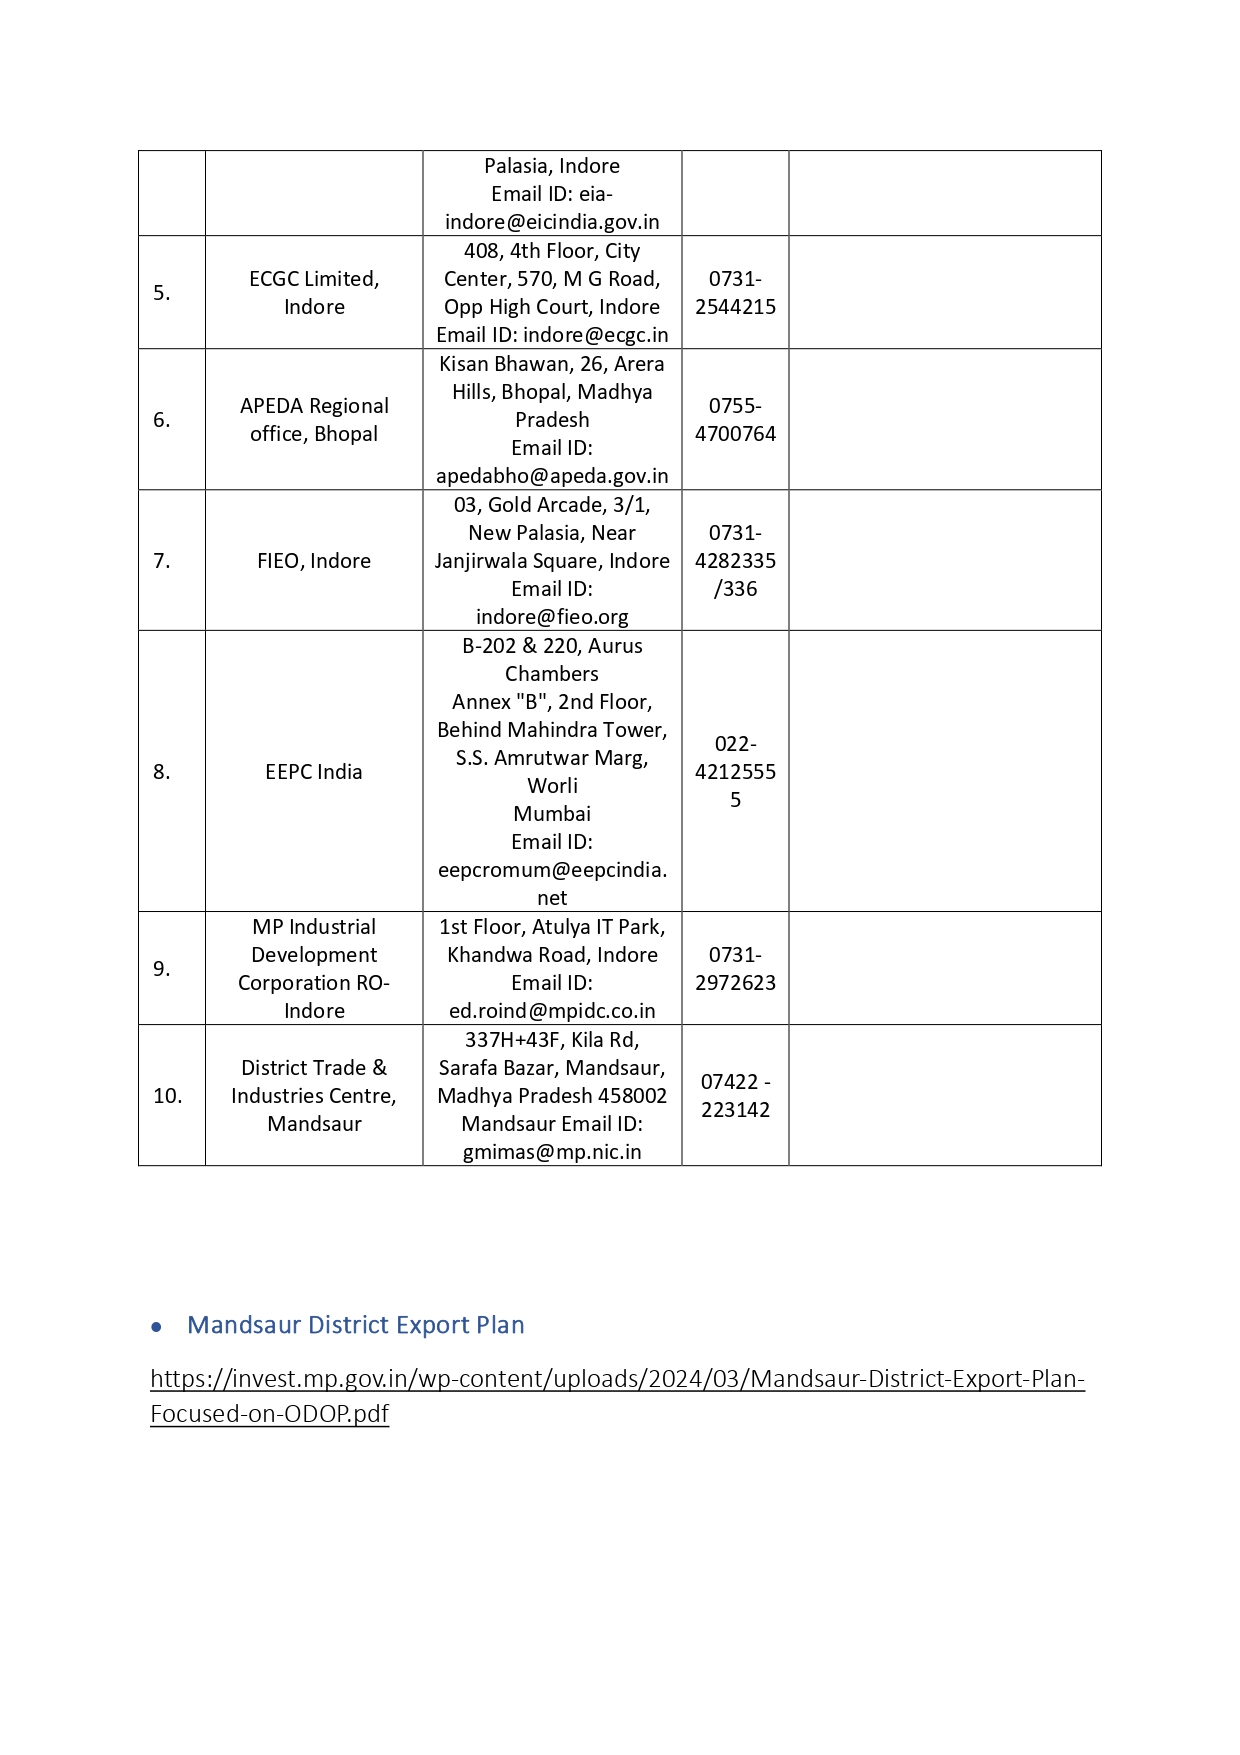 Palasia, Indore
Email ID: eia-
indore@eicindia.gov.in
5.
ECGC Limited,
Indore
408, 4th Floor, City
Center, 570, M G Road,
Opp High Court, Indore
Email ID: indore@ecgc.in
0731-
2544215
6.
APEDA Regional
office, Bhopal
Kisan Bhawan, 26, Arera
Hills, Bhopal, Madhya
Pradesh
Email ID:
apedabho@apeda.gov.in
0755-
4700764
7.
FIEO, Indore
03, Gold Arcade, 3/1,
New Palasia, Near
Janjirwala Square, Indore
Email ID:
indore@fieo.org
0731-
4282335
/336
8.
EEPC India
B-202 & 220, Aurus
Chambers
Annex "B", 2nd Floor,
Behind Mahindra Tower,
S.S. Amrutwar Marg,
Worli
Mumbai
Email ID:
eepcromum@eepcindia.
net
022-
4212555
5
9.
MP Industrial
Development
Corporation RO-
Indore
1st Floor, Atulya IT Park,
Khandwa Road, Indore
Email ID:
ed.roind@mpidc.co.in
0731-
2972623
10.
District Trade &
Industries Centre,
Mandsaur
337H+43F, Kila Rd,
Sarafa Bazar, Mandsaur,
Madhya Pradesh 458002
Mandsaur Email ID:
gmimas@mp.nic.in
07422 -
223142
• Mandsaur District Export Plan
https://invest.mp.gov.in/wp-content/uploads/2024/03/Mandsaur-District-Export-Plan-
Focused-on-ODOP.pdf